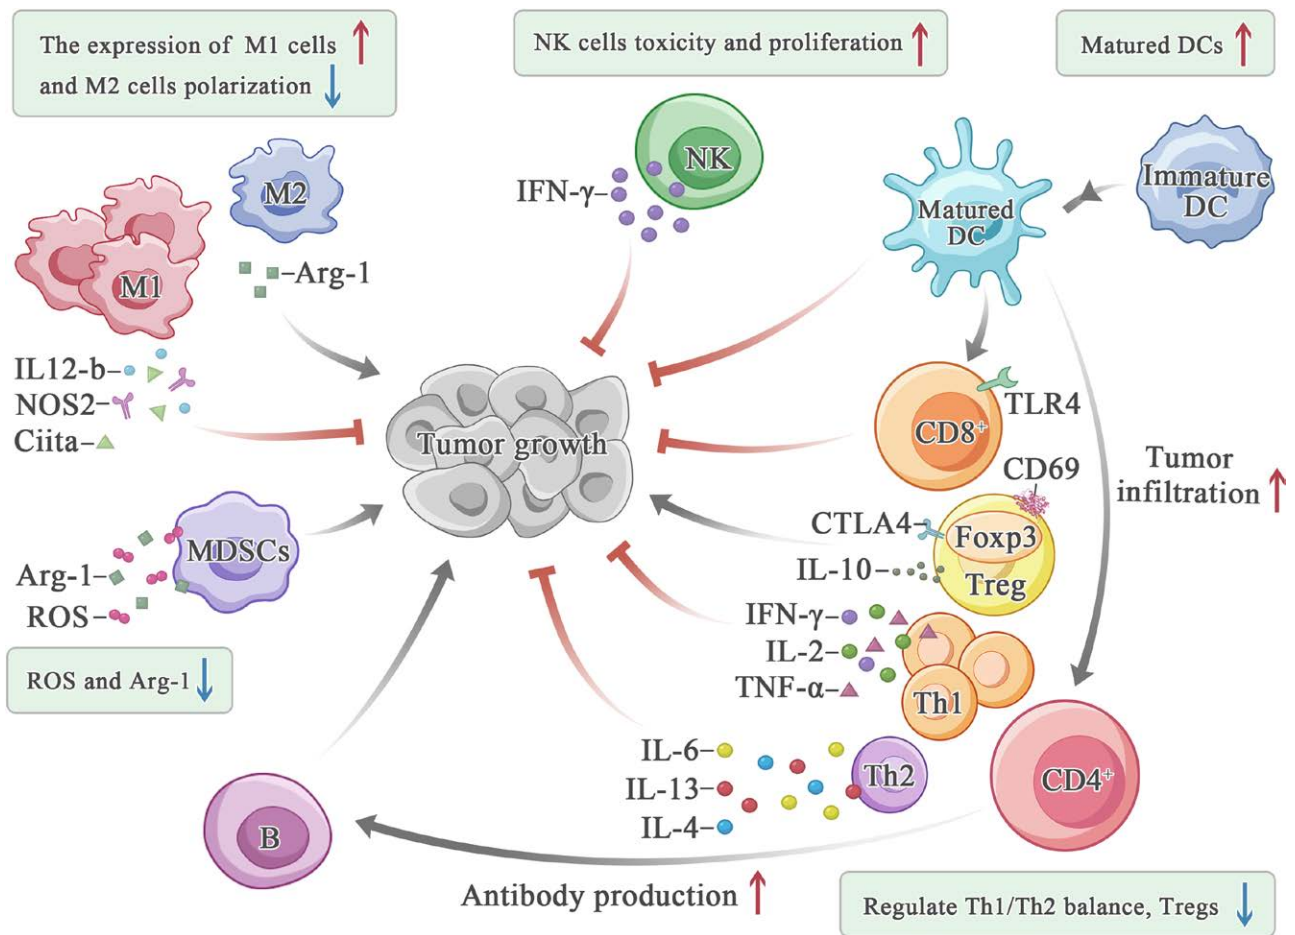 The expression of M1 cells
and M2 cells polarization
NK cells toxicity and proliferation
Matured DCs
M2
M1
Arg-1
IL12-b
NOS2
Ciita
NK
IFN-γ
Matured
DC
Immature
DC
Tumor growth
TLR4
CD8⁺
CD69
CTLA4
Foxp3
IL-10
Treg
Tumor
infiltration
MDSCs
Arg-1
ROS
ROS and Arg-1
IFN-γ
IL-2
TNF-α
Th1
IL-6
IL-13
IL-4
Th2
CD4⁺
B
Antibody production
Regulate Th1/Th2 balance, Tregs